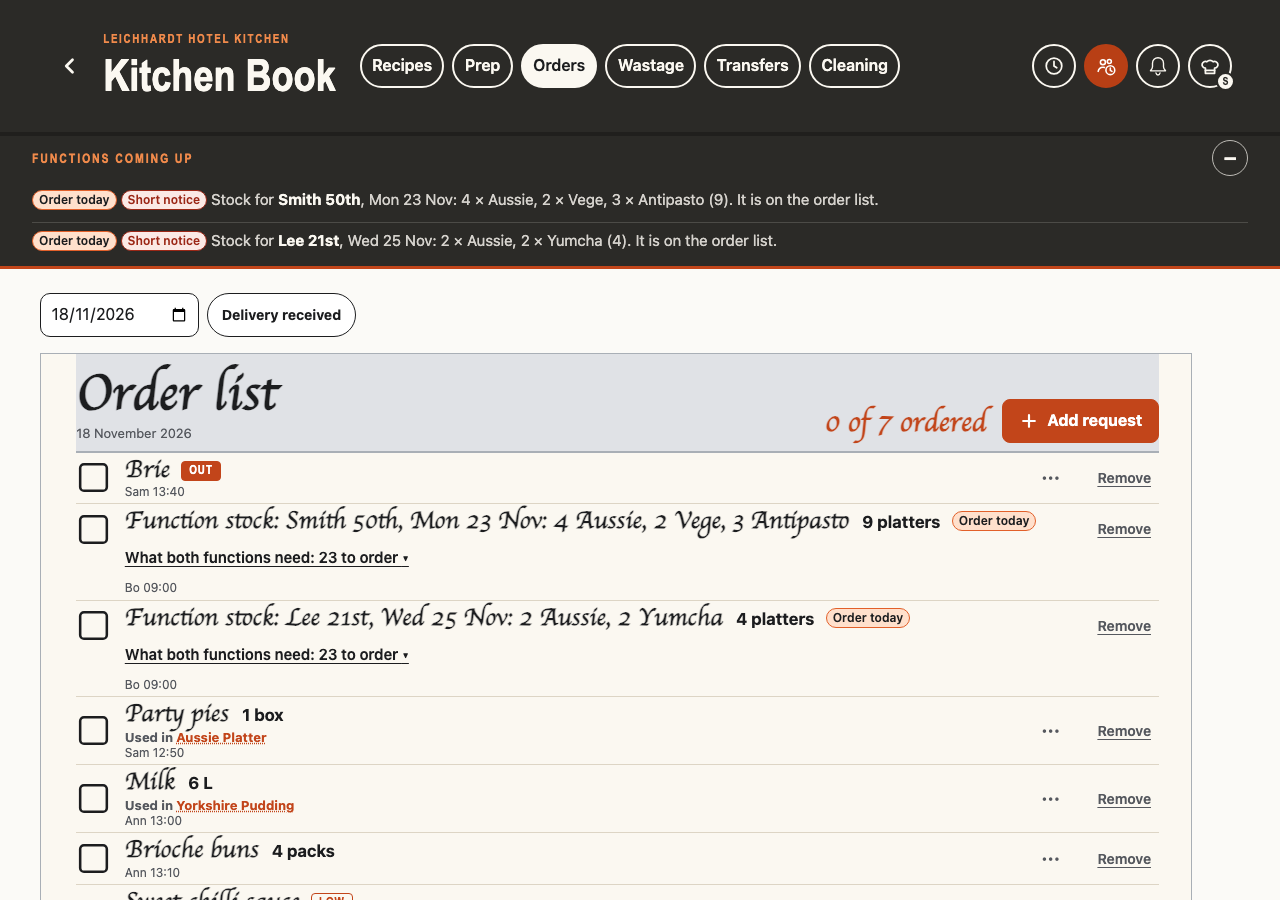 LEICHHARDT HOTEL KITCHEN
Kitchen Book
Recipes Prep Orders Wastage Transfers Cleaning
S
FUNCTIONS COMING UP
Order today Short notice Stock for Smith 50th, Mon 23 Nov: 4 × Aussie, 2 × Vege, 3 × Antipasto (9). It is on the order list.
Order today Short notice Stock for Lee 21st, Wed 25 Nov: 2 × Aussie, 2 × Yumcha (4). It is on the order list.
18/11/2026 Delivery received
Order list
18 November 2026
0 of 7 ordered + Add request
Brie OUT
Sam 13:40
... Remove
Function stock: Smith 50th, Mon 23 Nov: 4 Aussie, 2 Vege, 3 Antipasto 9 platters Order today
Remove
What both functions need: 23 to order ▾
Bo 09:00
Function stock: Lee 21st, Wed 25 Nov: 2 Aussie, 2 Yumcha 4 platters Order today
Remove
What both functions need: 23 to order ▾
Bo 09:00
Party pies 1 box
Used in Aussie Platter
Sam 12:50
... Remove
Milk 6 L
Used in Yorkshire Pudding
Ann 13:00
... Remove
Brioche buns 4 packs
Ann 13:10
... Remove
Sweet chilli sauce LOW